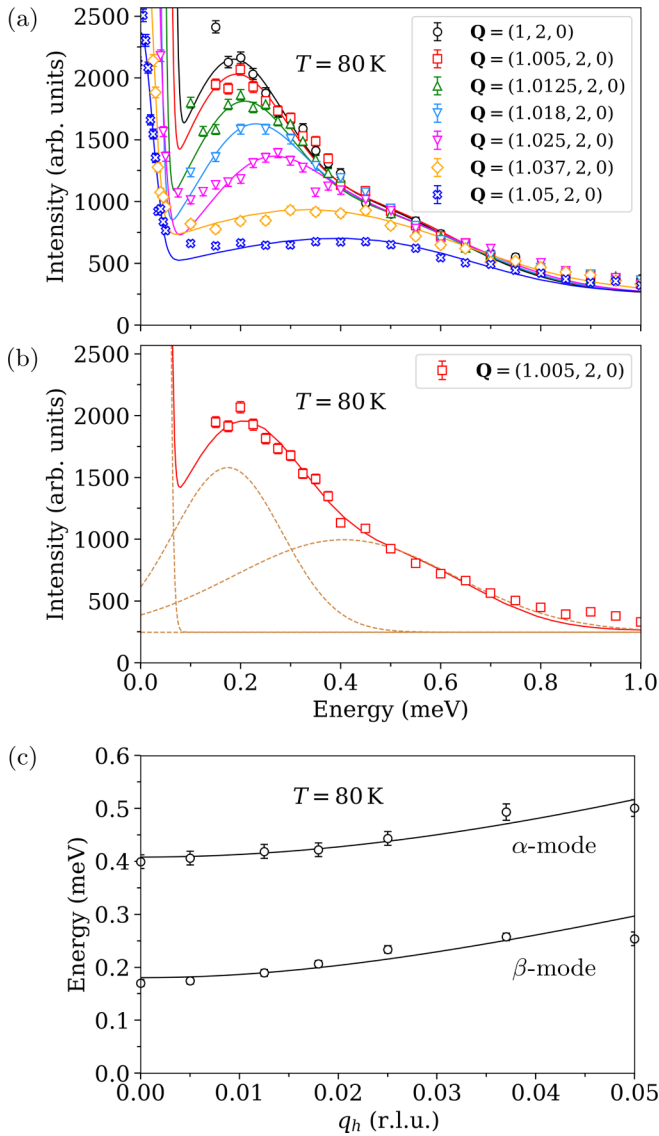 (a)
2500
2000
1500
1000
500
0
Intensity (arb. units)
T = 80 K
Q = (1, 2, 0)
Q = (1.005, 2, 0)
Q = (1.0125, 2, 0)
Q = (1.018, 2, 0)
Q = (1.025, 2, 0)
Q = (1.037, 2, 0)
Q = (1.05, 2, 0)
(b)
2500
2000
1500
1000
500
0
Intensity (arb. units)
T = 80 K
Q = (1.005, 2, 0)
0.0 0.2 0.4 0.6 0.8 1.0
Energy (meV)
(c)
0.6
0.5
0.4
0.3
0.2
0.1
0.0
Energy (meV)
T = 80 K
α-mode
β-mode
0.00 0.01 0.02 0.03 0.04 0.05
qh (r.l.u.)